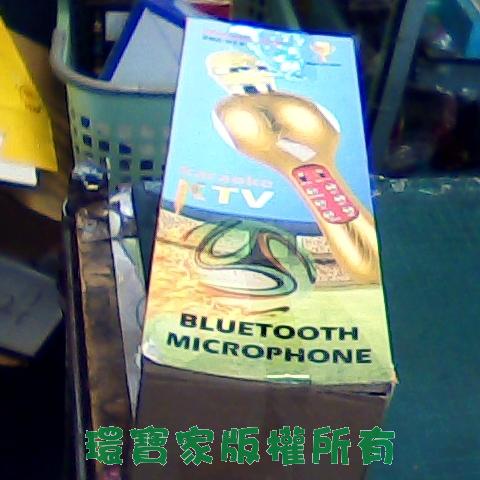 karaoke
KTV
BLUETOOTH
MICROPHONE
環寶家版權所有